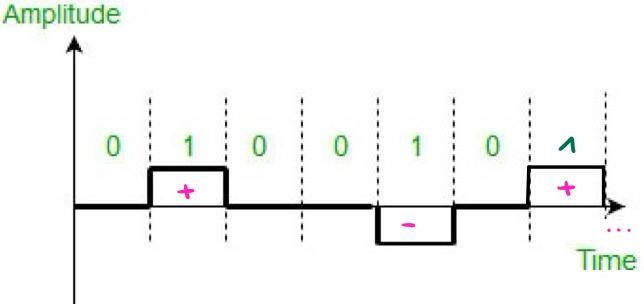 Amplitude
0 1 0 0 1 0 1
+ - +
...
Time